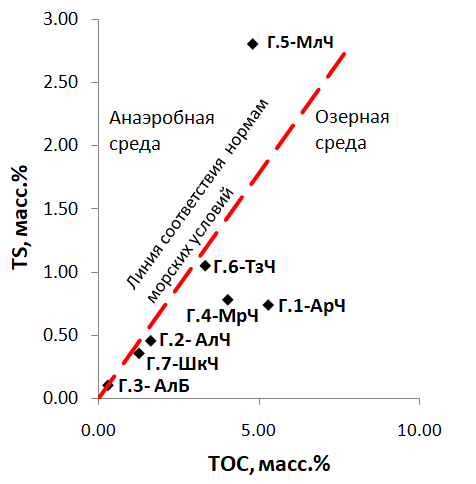 3.00
Г.5-МлЧ
2.50
Анаэробная
среда
Озерная
среда
2.00
Линия соответствия нормам
морских условий
1.50
TS, масс.%
Г.6-ТзЧ
1.00
Г.4-МрЧ
Г.1-АрЧ
0.50
Г.2- АлЧ
Г.7-ШкЧ
Г.3- АлБ
0.00
0.00
5.00
10.00
ТОС, масс.%